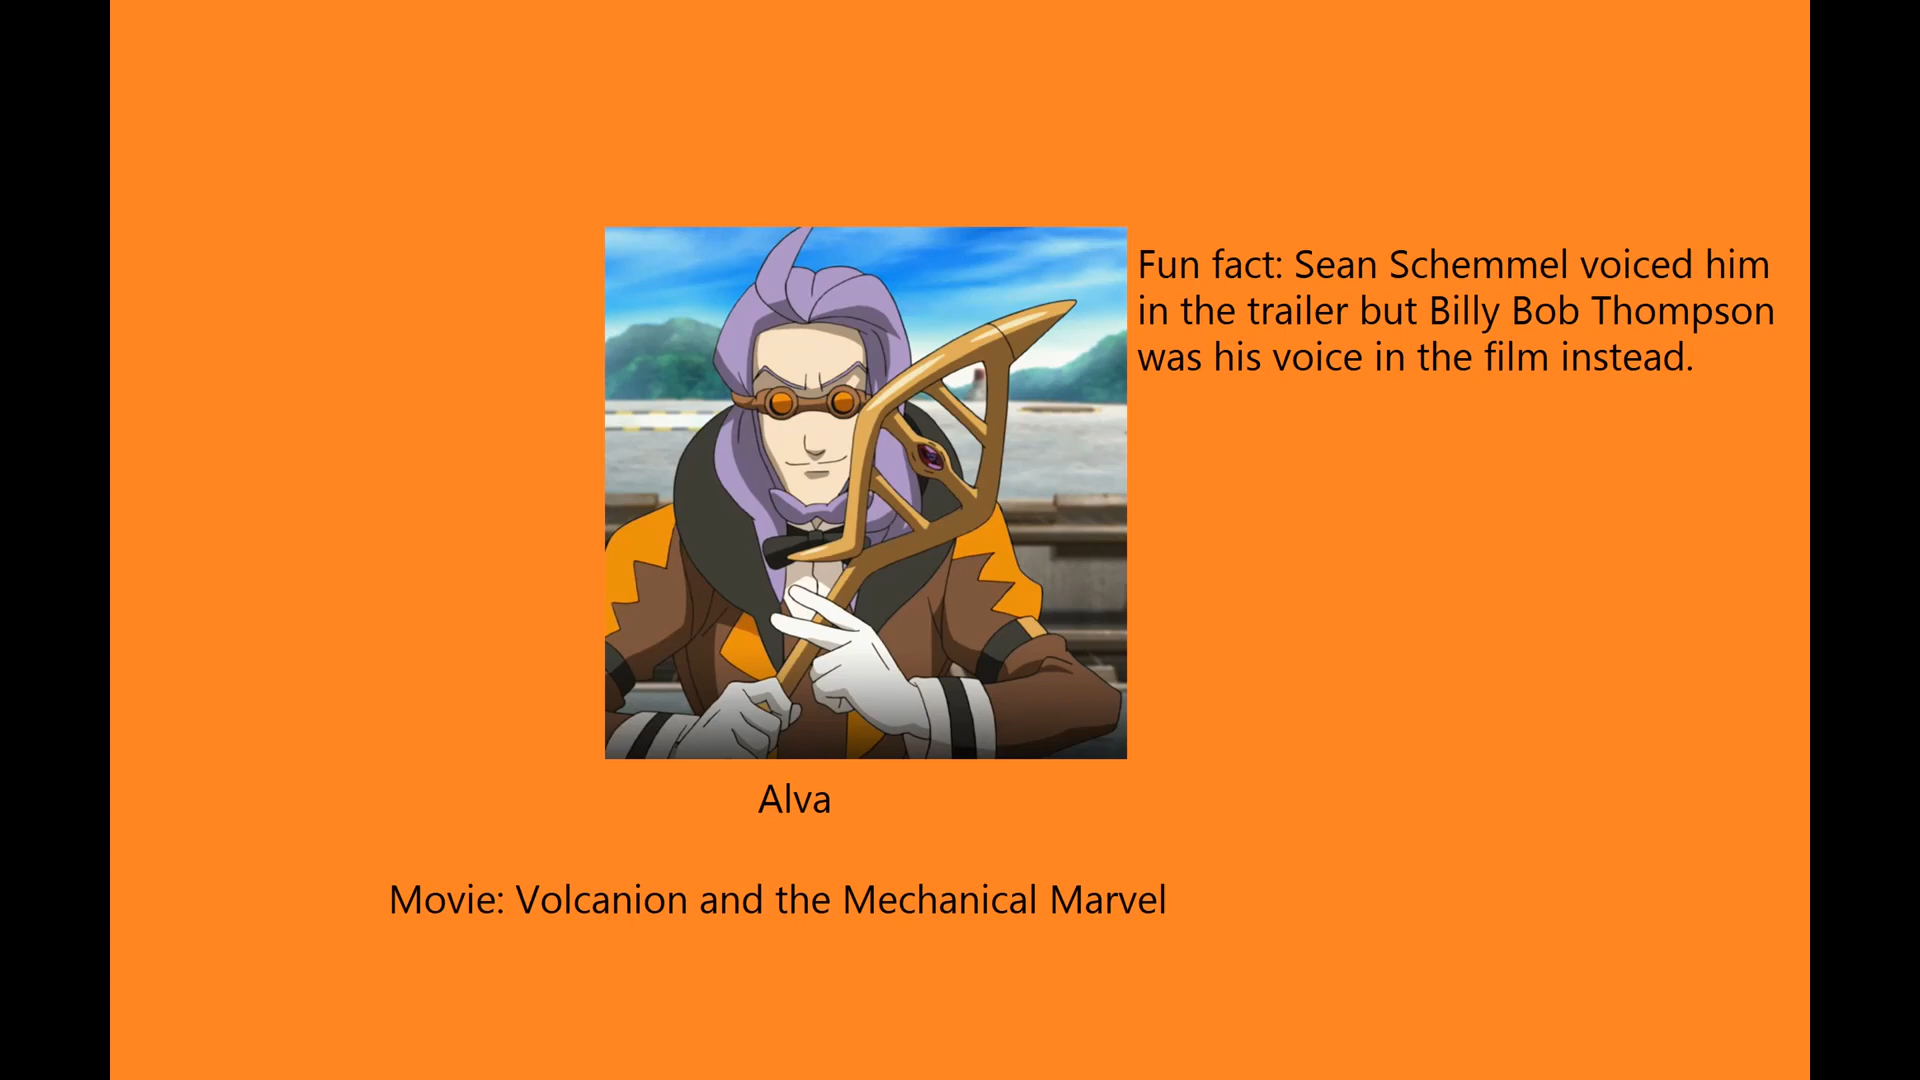 Fun fact: Sean Schemmel voiced him
in the trailer but Billy Bob Thompson
was his voice in the film instead.
Alva
Movie: Volcanion and the Mechanical Marvel